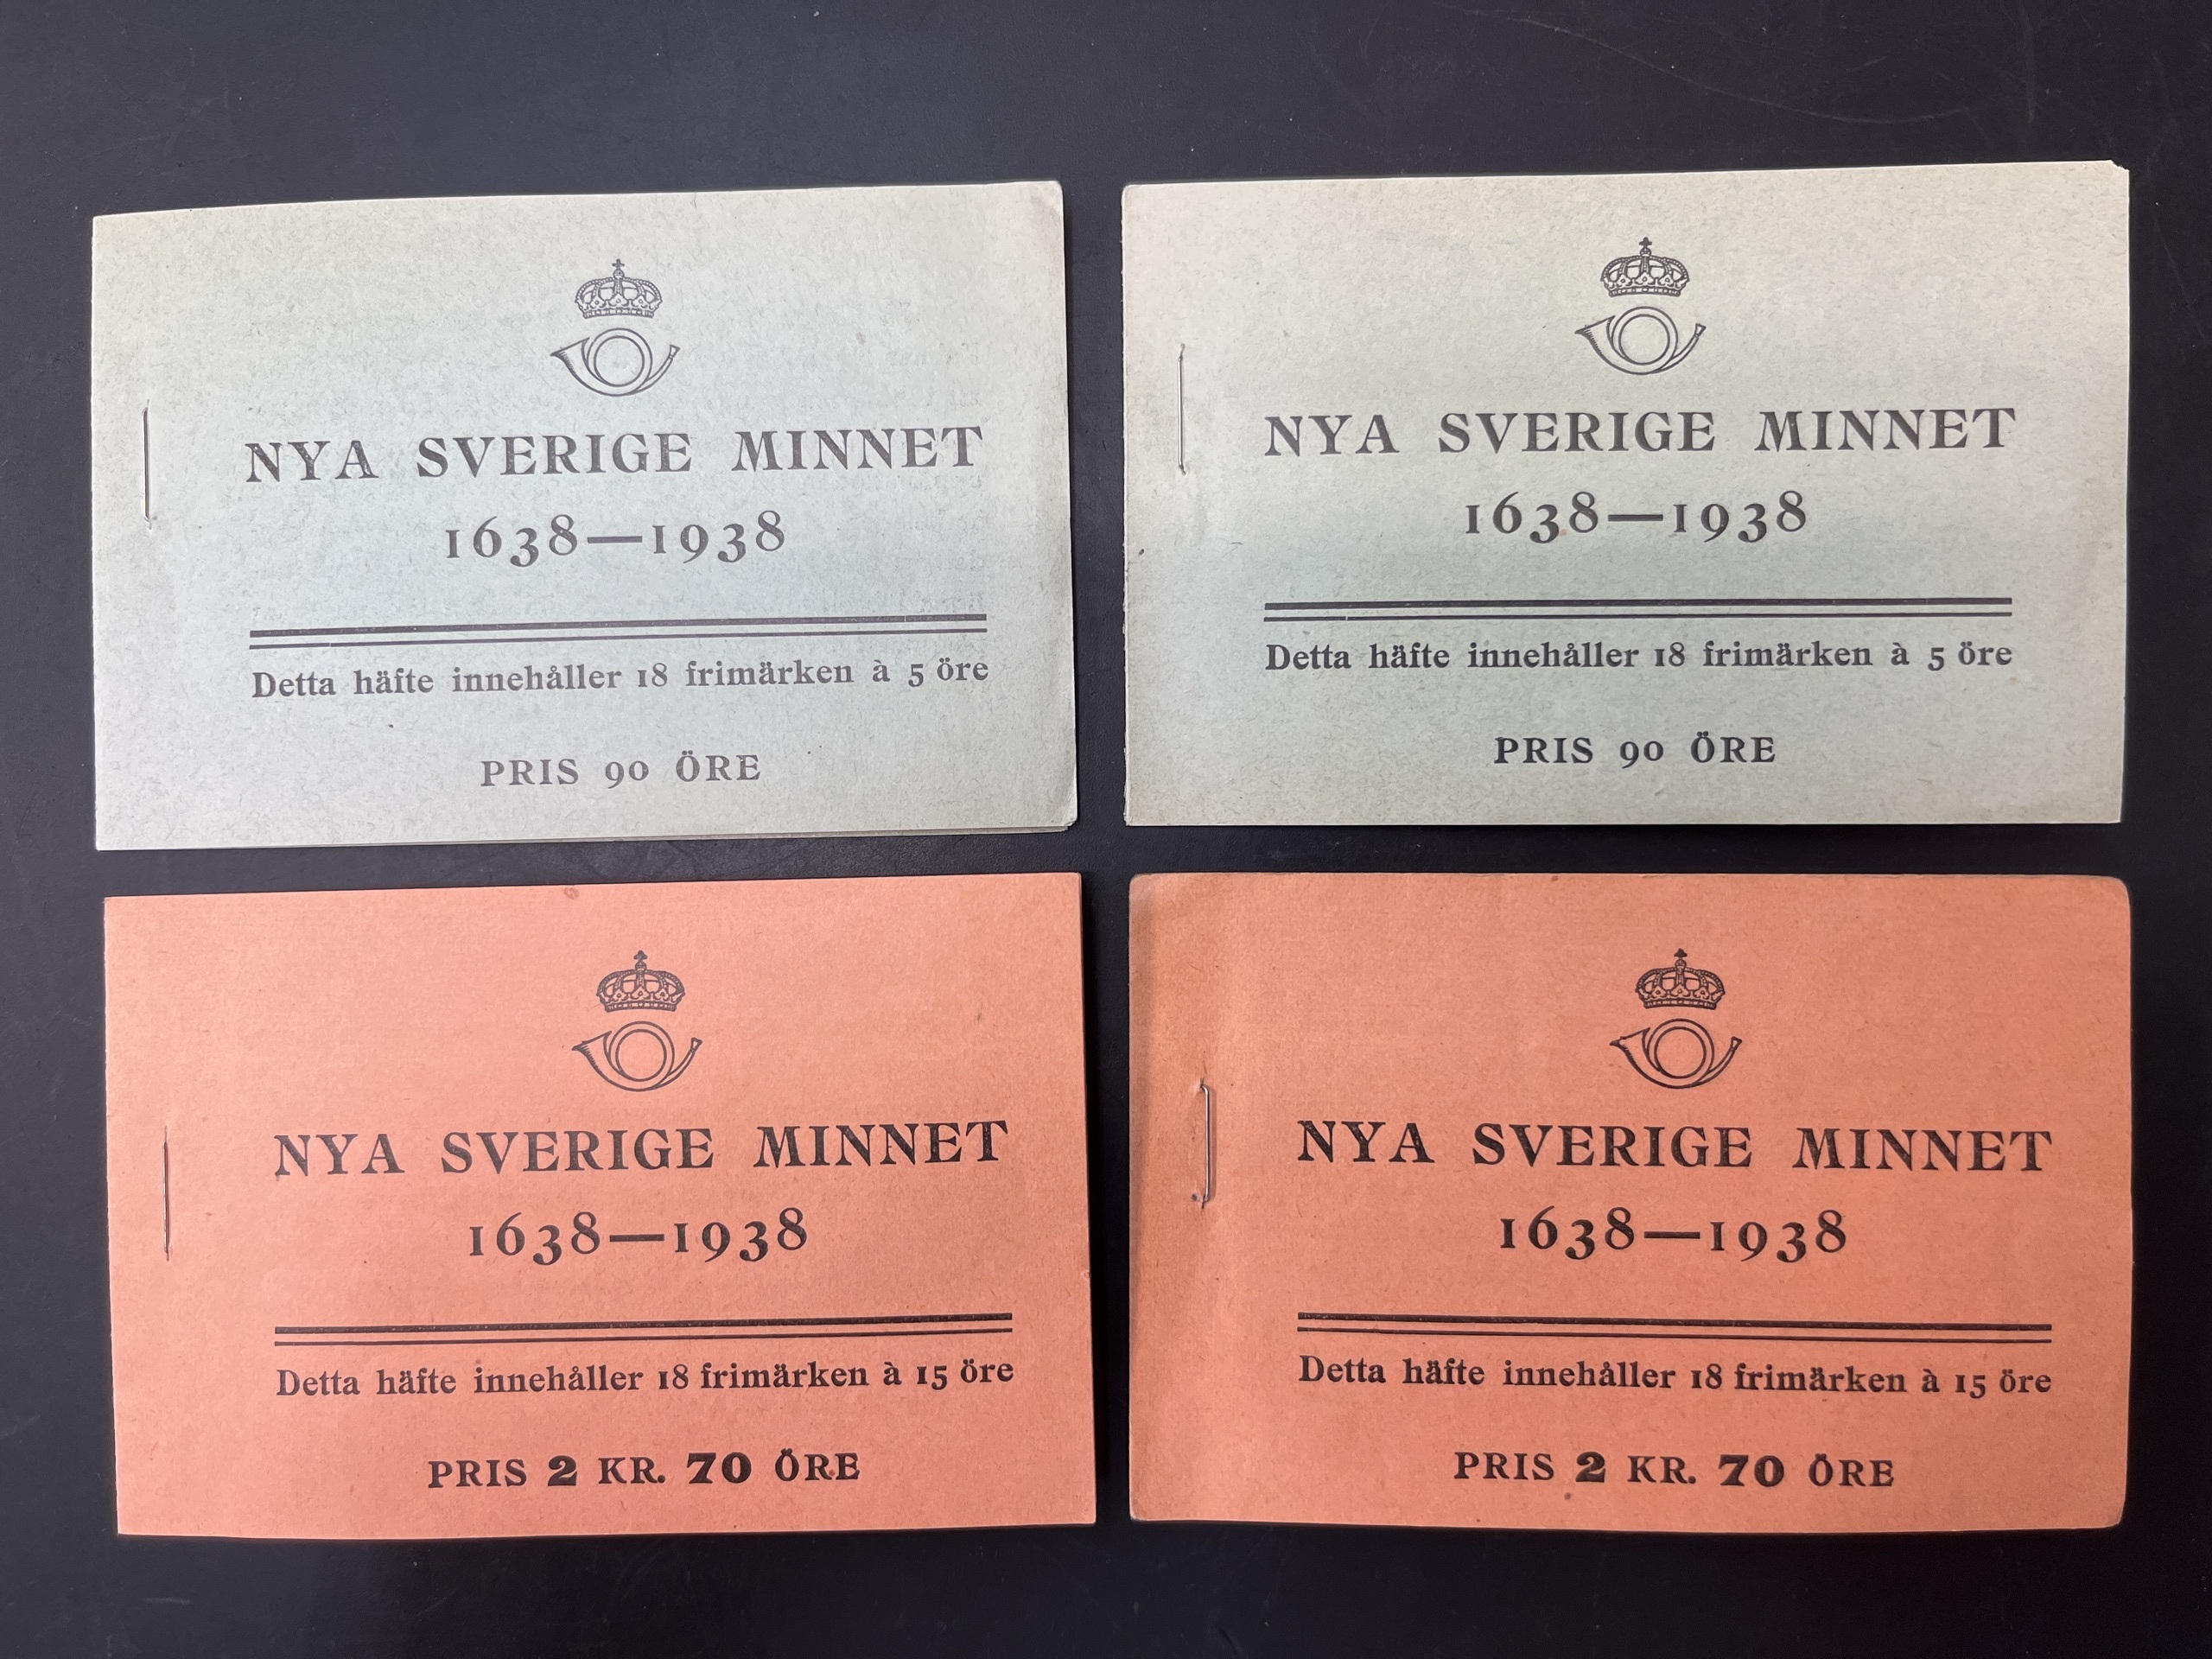 NYA SVERIGE MINNET
1638—1938
Detta häfte innehåller 18 frimärken à 5 öre
PRIS 90 ÖRE
NYA SVERIGE MINNET
1638—1938
Detta häfte innehåller 18 frimärken à 5 öre
PRIS 90 ÖRE
NYA SVERIGE MINNET
1638—1938
Detta häfte innehåller 18 frimärken à 15 öre
PRIS 2 KR. 70 ÖRE
NYA SVERIGE MINNET
1638—1938
Detta häfte innehåller 18 frimärken à 15 öre
PRIS 2 KR. 70 ÖRE